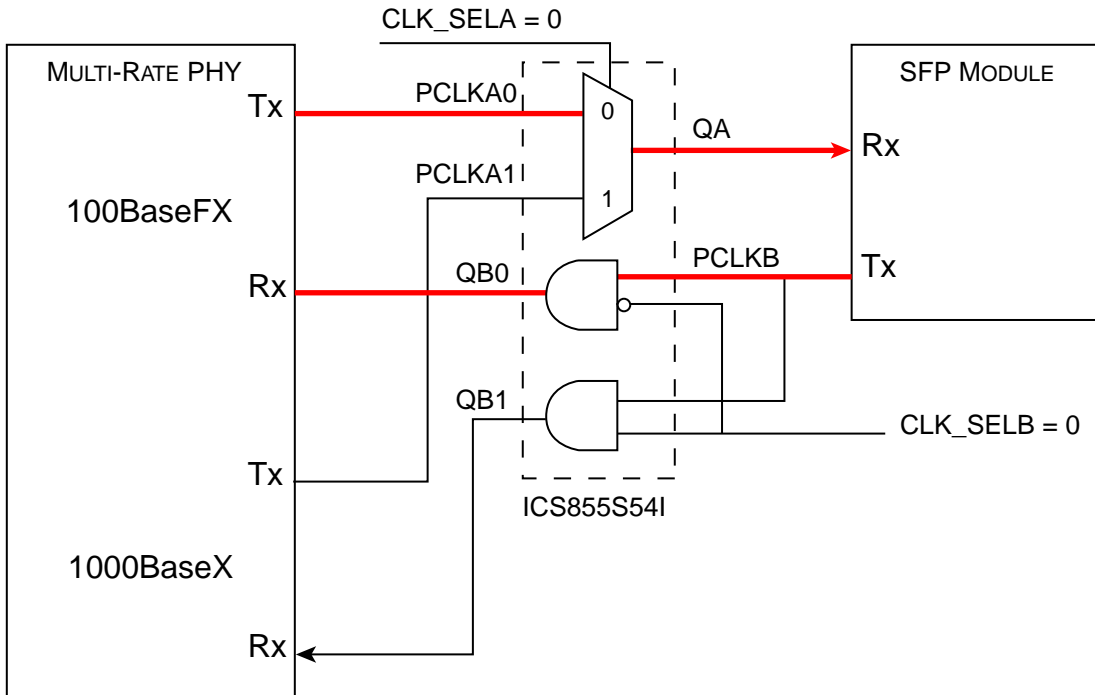 CLK_SELA = 0
MULTI-RATE PHY
SFP MODULE
Tx
PCLKA0
0
QA
Rx
PCLKA1
1
100BaseFX
PCLKB
Tx
QB0
Rx
QB1
CLK_SELB = 0
Tx
ICS855S54I
1000BaseX
Rx